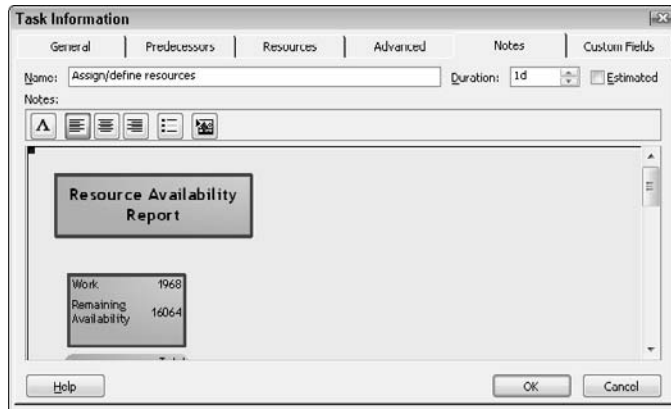 Task Information
General Predecessors Resources Advanced Notes Custom Fields
Name: Assign/define resources Duration: 1d Estimated
Notes:
Resource Availability
Report
Work 1968
Remaining
Availability 16064
Help OK Cancel